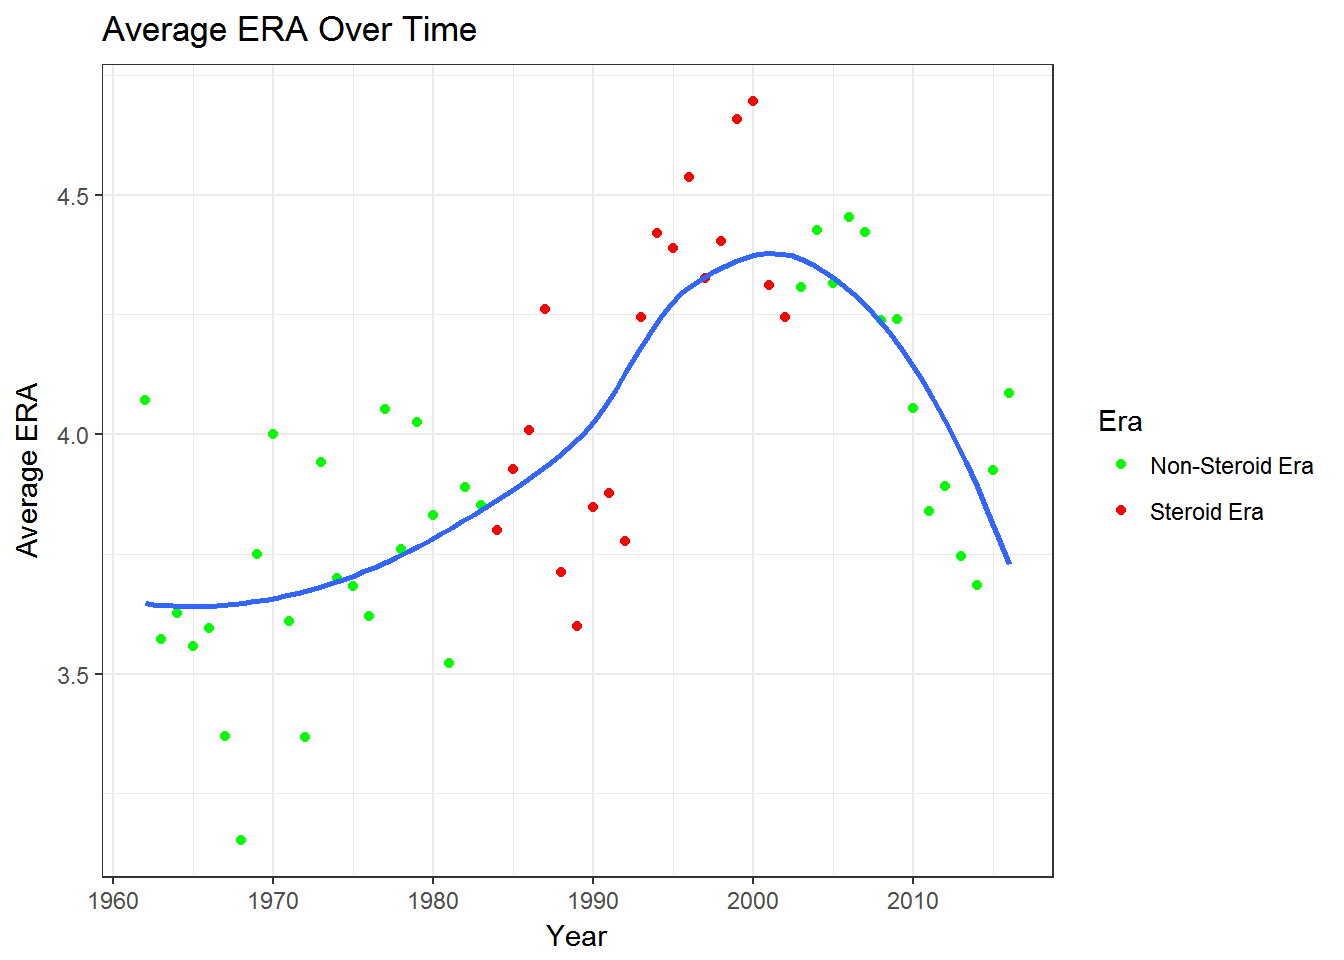 Average ERA Over Time
4.5
4.0
3.5
Average ERA
1960 1970 1980 1990 2000 2010
Year
Era
Non-Steroid Era
Steroid Era